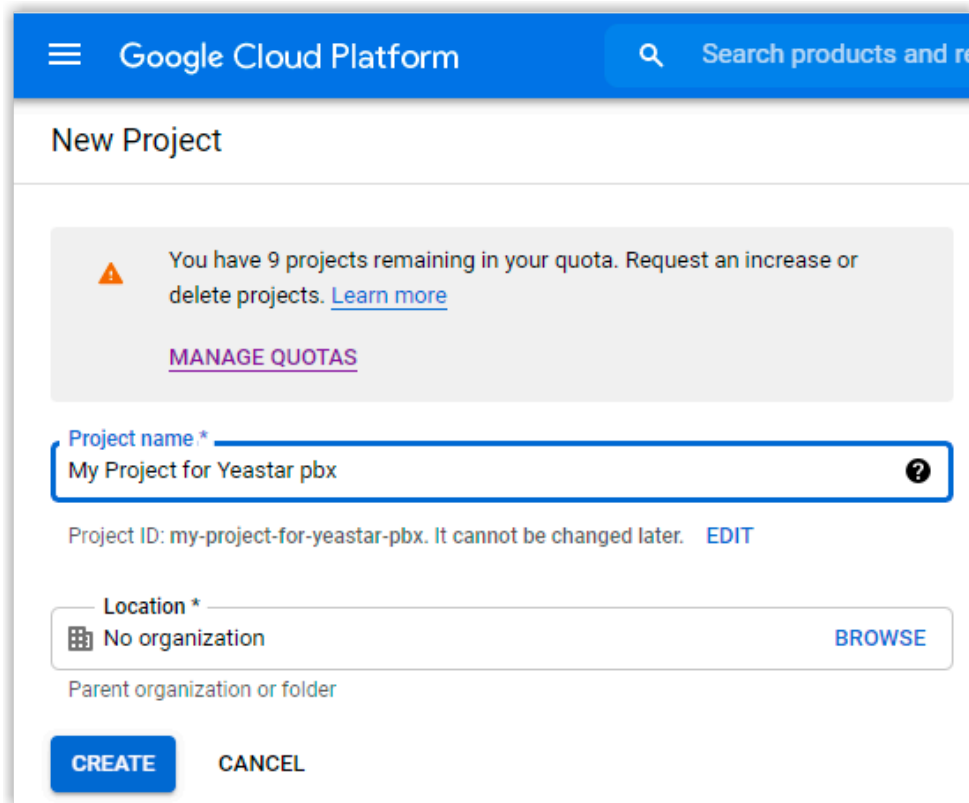 Google Cloud Platform
Search products and
New Project
You have 9 projects remaining in your quota. Request an increase or
delete projects. Learn more
MANAGE QUOTAS
Project name *
My Project for Yeastar pbx
Project ID: my-project-for-yeastar-pbx. It cannot be changed later. EDIT
Location *
No organization
BROWSE
Parent organization or folder
CREATE
CANCEL